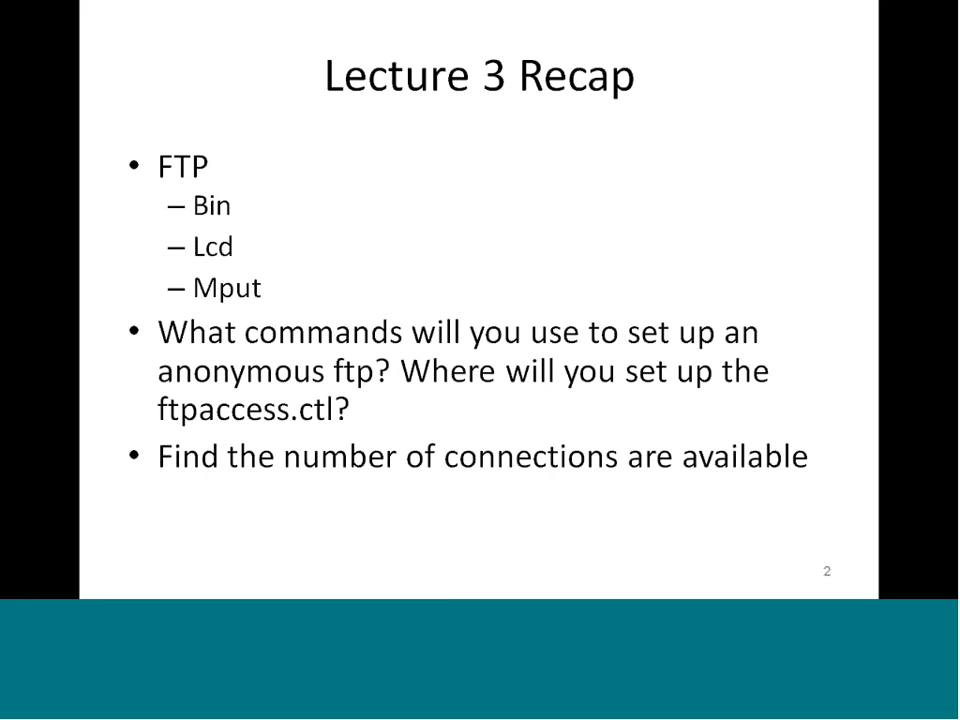 Lecture 3 Recap
• FTP
– Bin
– Lcd
– Mput
• What commands will you use to set up an
anonymous ftp? Where will you set up the
ftpaccess.ctl?
• Find the number of connections are available
2